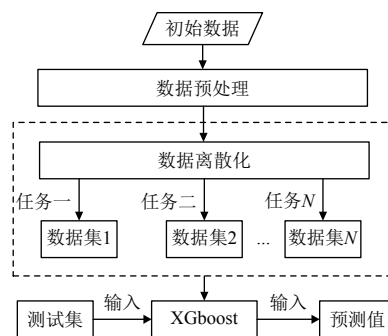 初始数据
数据预处理
数据离散化
任务一 任务二 任务N
数据集1 数据集2 ... 数据集N
输入 输入
测试集 XGboost 预测值